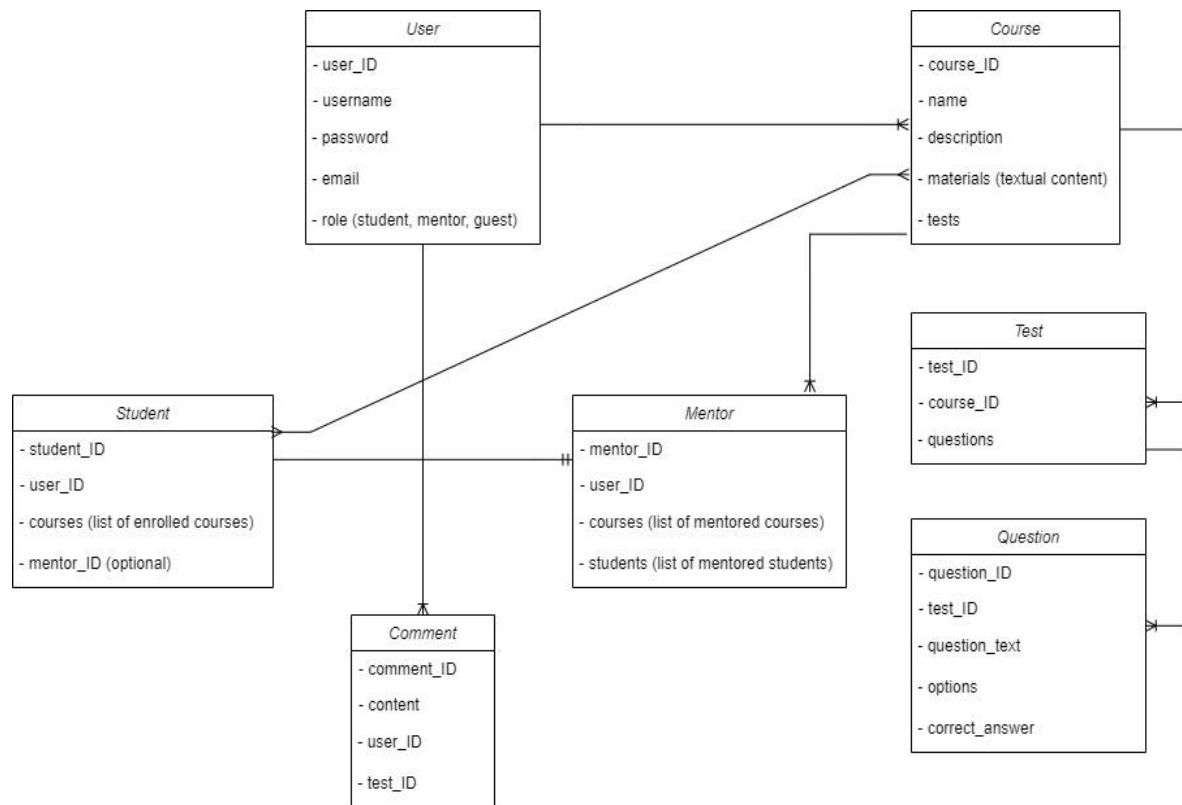 User
- user_ID
- username
- password
- email
- role (student, mentor, guest)
Course
- course_ID
- name
- description
- materials (textual content)
- tests
Test
- test_ID
- course_ID
- questions
Student
- student_ID
- user_ID
- courses (list of enrolled courses)
- mentor_ID (optional)
Mentor
- mentor_ID
- user_ID
- courses (list of mentored courses)
- students (list of mentored students)
Question
- question_ID
- test_ID
- question_text
- options
- correct_answer
Comment
- comment_ID
- content
- user_ID
- test_ID